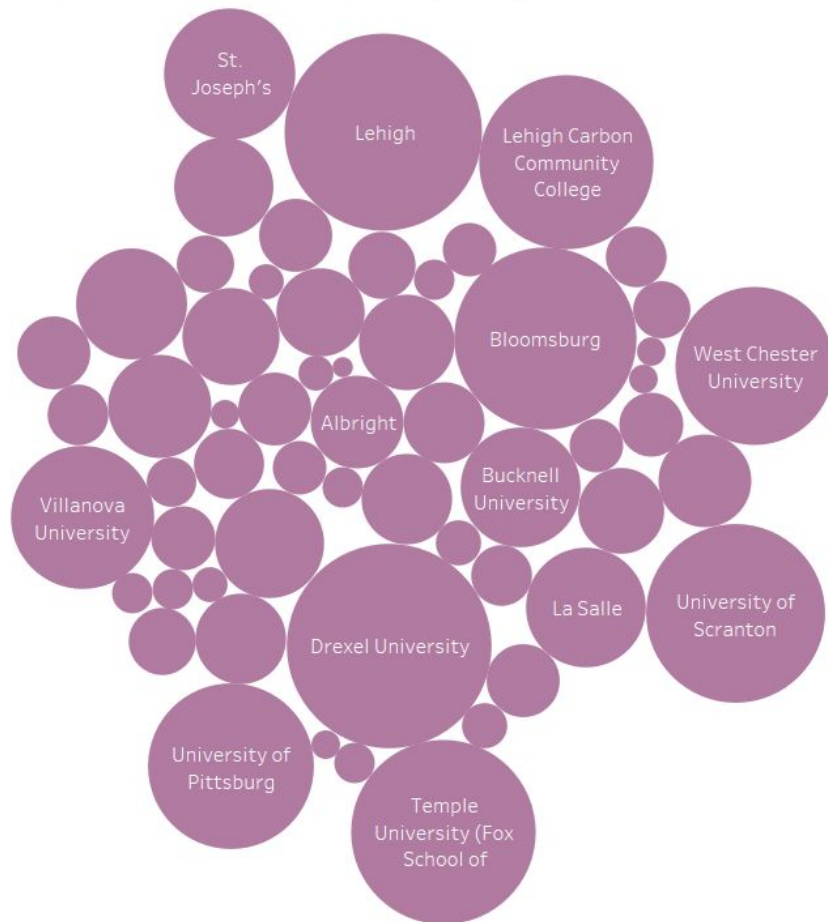 St.
Joseph's
Lehigh
Lehigh Carbon
Community
College
Bloomsburg
West Chester
University
Albright
Bucknell
University
Villanova
University
La Salle
University of
Scranton
Drexel University
University of
Pittsburg
Temple
University (Fox
School of